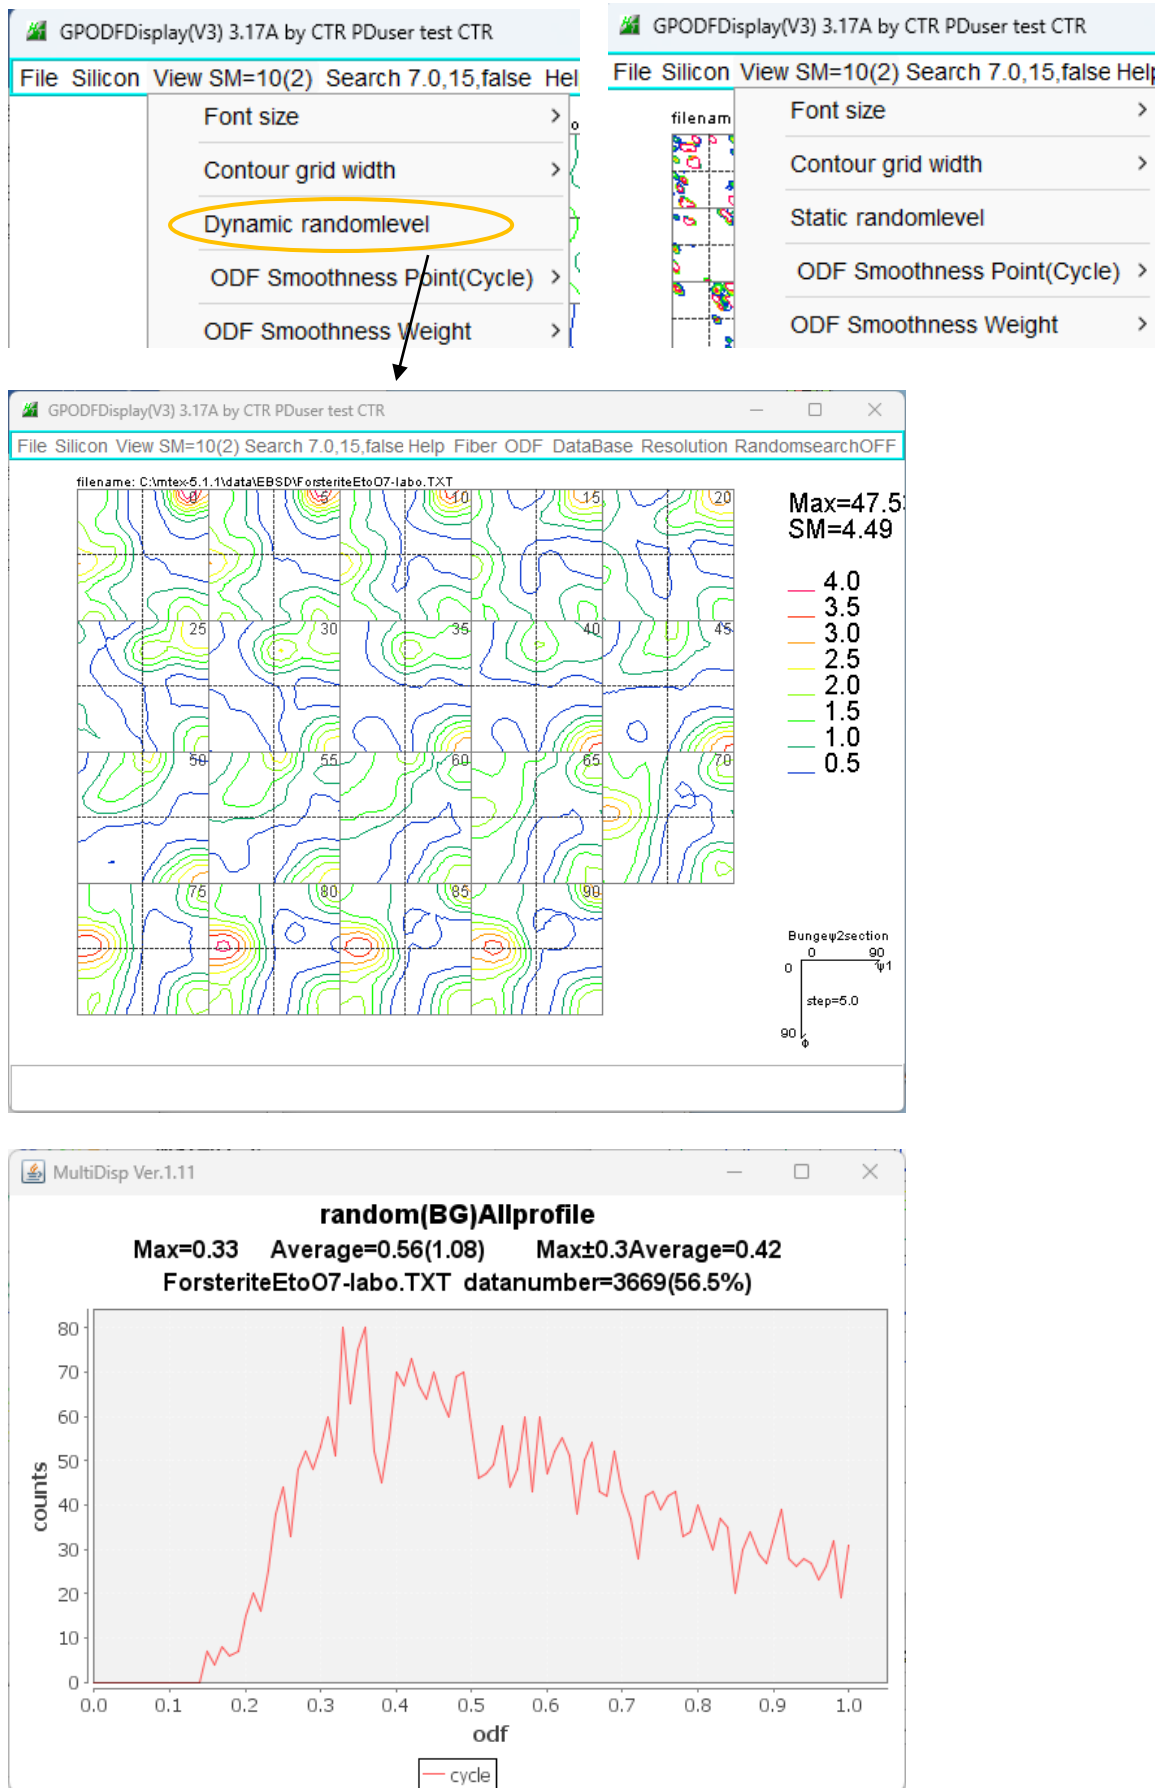 GPODFDisplay(V3) 3.17A by CTR PDuser test CTR
File Silicon View SM=10(2) Search 7.0,15,false Hel
Font size
Contour grid width
Dynamic randomlevel
ODF Smoothness Point(Cycle)
ODF Smoothness Weight
GPODFDisplay(V3) 3.17A by CTR PDuser test CTR
File Silicon View SM=10(2) Search 7.0,15,false Help
filenam
Font size
Contour grid width
Static randomlevel
ODF Smoothness Point(Cycle)
ODF Smoothness Weight
GPODFDisplay(V3) 3.17A by CTR PDuser test CTR
File Silicon View SM=10(2) Search 7.0,15,false Help Fiber ODF DataBase Resolution RandomsearchOFF
filename: C:\mtex-5.1.1\data\EBSD\ForsteriteEtoO7-labo.TXT
0 5 10 15 20
25 30 35 40 45
50 55 60 65 70
75 80 85 90
Max=47.5
SM=4.49
4.0
3.5
3.0
2.5
2.0
1.5
1.0
0.5
Bungeψ2section
0 90
0 ψ1
step=5.0
90
Φ
MultiDisp Ver.1.11
random(BG)Allprofile
Max=0.33 Average=0.56(1.08) Max±0.3Average=0.42
ForsteriteEtoO7-labo.TXT datanumber=3669(56.5%)
80
70
60
50
40
30
20
10
0
counts
0.0 0.1 0.2 0.3 0.4 0.5 0.6 0.7 0.8 0.9 1.0
odf
cycle